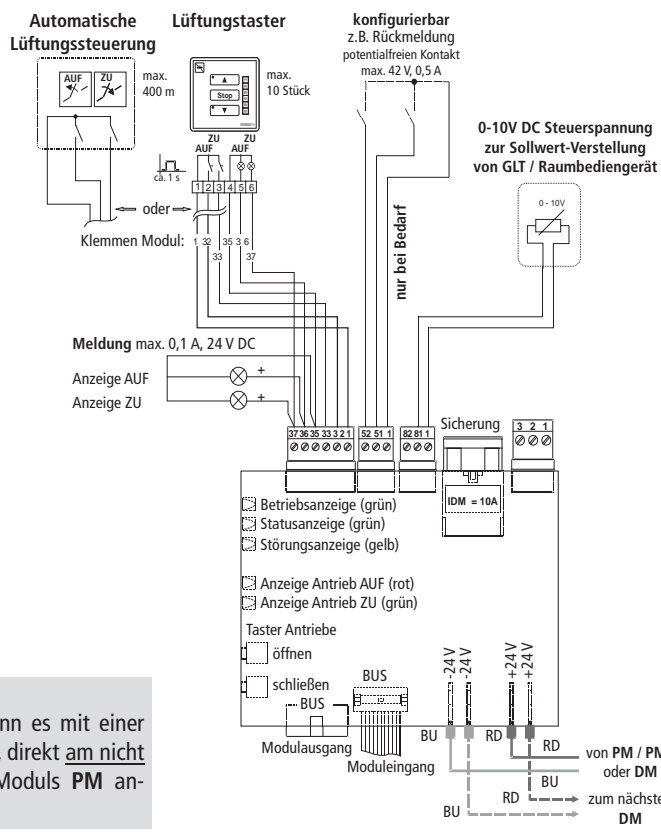 Automatische
Lüftungssteuerung
Lüftungstaster
konfigurierbar
z.B. Rückmeldung
potentialfreien Kontakt
max. 42 V, 0,5 A
AUF
ZU
max.
400 m
Stop
max.
10 Stück
0-10V DC Steuerspannung
zur Sollwert-Verstellung
von GLT / Raumbediengerät
ZU
AUF
ZU
AUF
ca. 1 s
1 2 3 4 5 6
oder
0 - 10V
Klemmen Modul: 1 32 35 3 6
33 37
nur bei Bedarf
Meldung max. 0,1 A, 24 V DC
Anzeige AUF
+
Anzeige ZU
+
37 36 35 33 3 2 1
52 51 1
82 81 1
Sicherung
3 2 1
IDM = 10A
Betriebsanzeige (grün)
Statusanzeige (grün)
Störungsanzeige (gelb)
Anzeige Antrieb AUF (rot)
Anzeige Antrieb ZU (grün)
Taster Antriebe
öffnen
schließen
BUS
BUS
-24 V
-24 V
+24 V
+24 V
Modulausgang
Moduleingang
BU
RD
RD
von PM / PM
oder DM
BU
RD
zum nächste
DM
BU
nn es mit einer
, direkt am nicht
Moduls PM an-